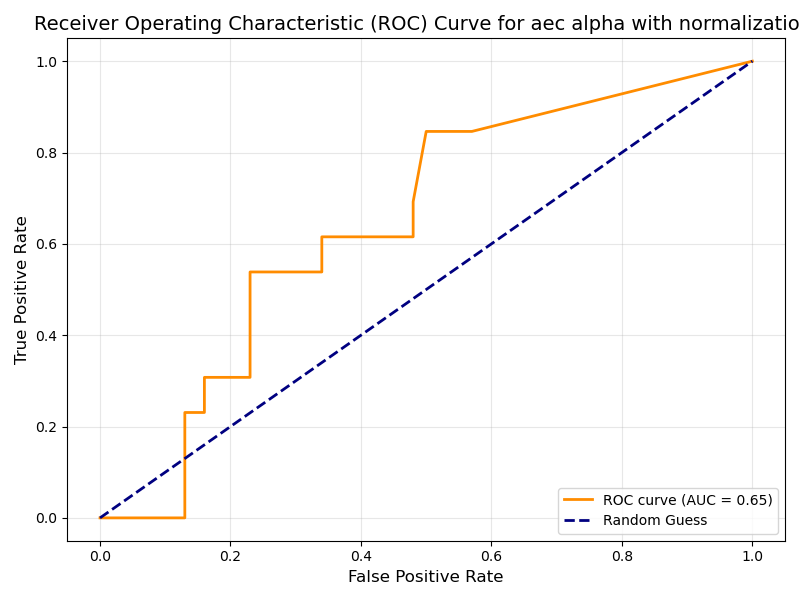 Receiver Operating Characteristic (ROC) Curve for aec alpha with normalizatio
True Positive Rate
1.0
0.8
0.6
0.4
0.2
0.0
0.0 0.2 0.4 0.6 0.8 1.0
False Positive Rate
ROC curve (AUC = 0.65)
Random Guess